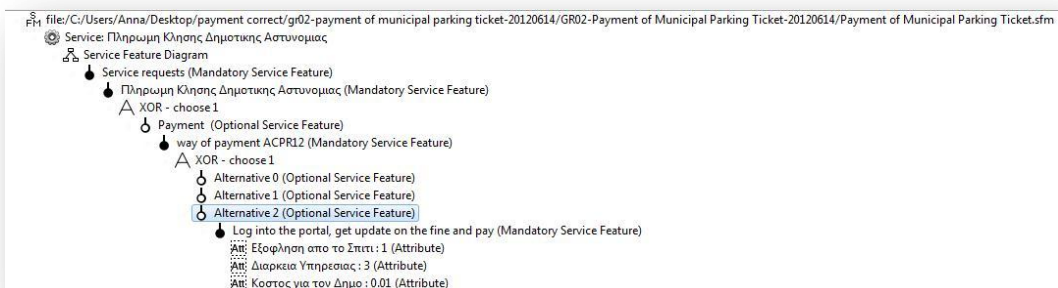 file:/C:/Users/Anna/Desktop/payment correct/gr02-payment of municipal parking ticket-20120614/GR02-Payment of Municipal Parking Ticket-20120614/Payment of Municipal Parking Ticket.sfm
Service: Πληρωμη Κλησης Δημοτικης Αστυνομιας
Service Feature Diagram
Service requests (Mandatory Service Feature)
Πληρωμη Κλησης Δημοτικης Αστυνομιας (Mandatory Service Feature)
XOR - choose 1
Payment (Optional Service Feature)
way of payment ACPR12 (Mandatory Service Feature)
XOR - choose 1
Alternative 0 (Optional Service Feature)
Alternative 1 (Optional Service Feature)
Alternative 2 (Optional Service Feature)
Log into the portal, get update on the fine and pay (Mandatory Service Feature)
Att Εξοφληση απο το Σπιτι : 1 (Attribute)
Att Διαρκεια Υπηρεσιας : 3 (Attribute)
Att Κοστος για τον Δημο : 0.01 (Attribute)